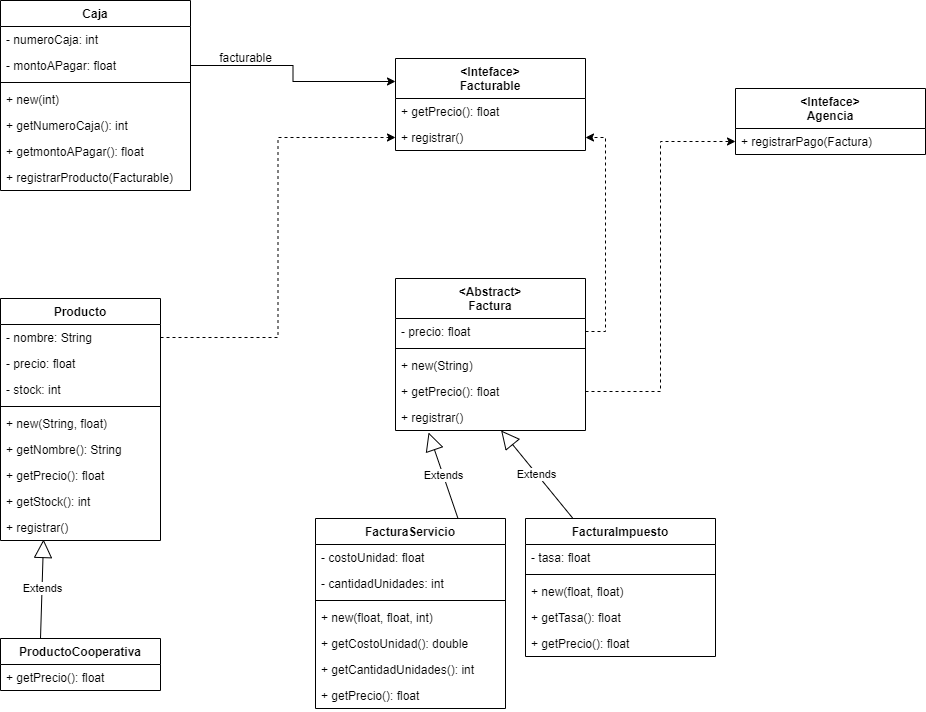 Caja
- numeroCaja: int
- montoAPagar: float
+ new(int)
+ getNumeroCaja(): int
+ getmontoAPagar(): float
+ registrarProducto(Facturable)
facturable
<Inteface>
Facturable
+ getPrecio(): float
+ registrar()
<Inteface>
Agencia
+ registrarPago(Factura)
Producto
- nombre: String
- precio: float
- stock: int
+ new(String, float)
+ getNombre(): String
+ getPrecio(): float
+ getStock(): int
+ registrar()
<Abstract>
Factura
- precio: float
+ new(String)
+ getPrecio(): float
+ registrar()
Extends
Extends
Extends
ProductoCooperativa
+ getPrecio(): float
FacturaServicio
- costoUnidad: float
- cantidadUnidades: int
+ new(float, float, int)
+ getCostoUnidad(): double
+ getCantidadUnidades(): int
+ getPrecio(): float
FacturaImpuesto
- tasa: float
+ new(float, float)
+ getTasa(): float
+ getPrecio(): float